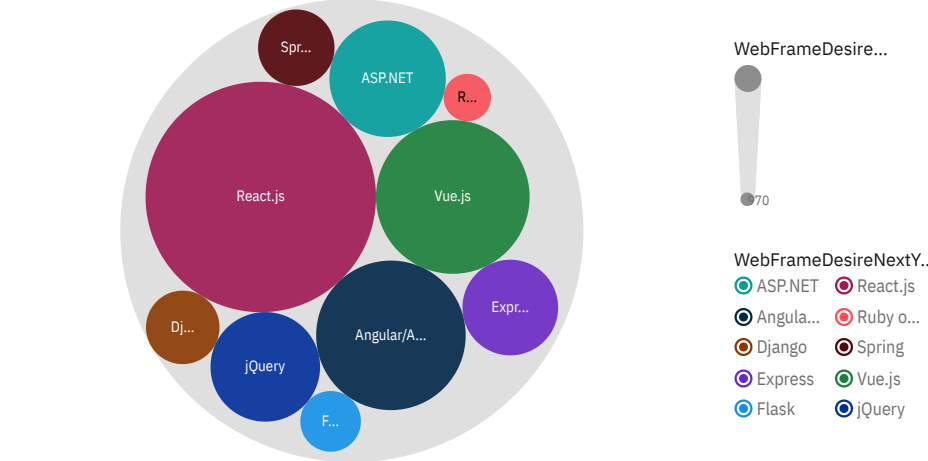 Spr...
ASP.NET
R...
React.js
Vue.js
Expr...
Dj...
Angular/A...
jQuery
F...
WebFrameDesire...
970
WebFrameDesireNextY..
ASP.NET React.js
Angula... Ruby o...
Django Spring
Express Vue.js
Flask jQuery